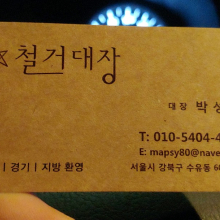 철거대장
대장 박
T: 010-5404-4
E: mapsy80@nave
| 경기 | 지방 환영
서울시 강북구 수유동 60